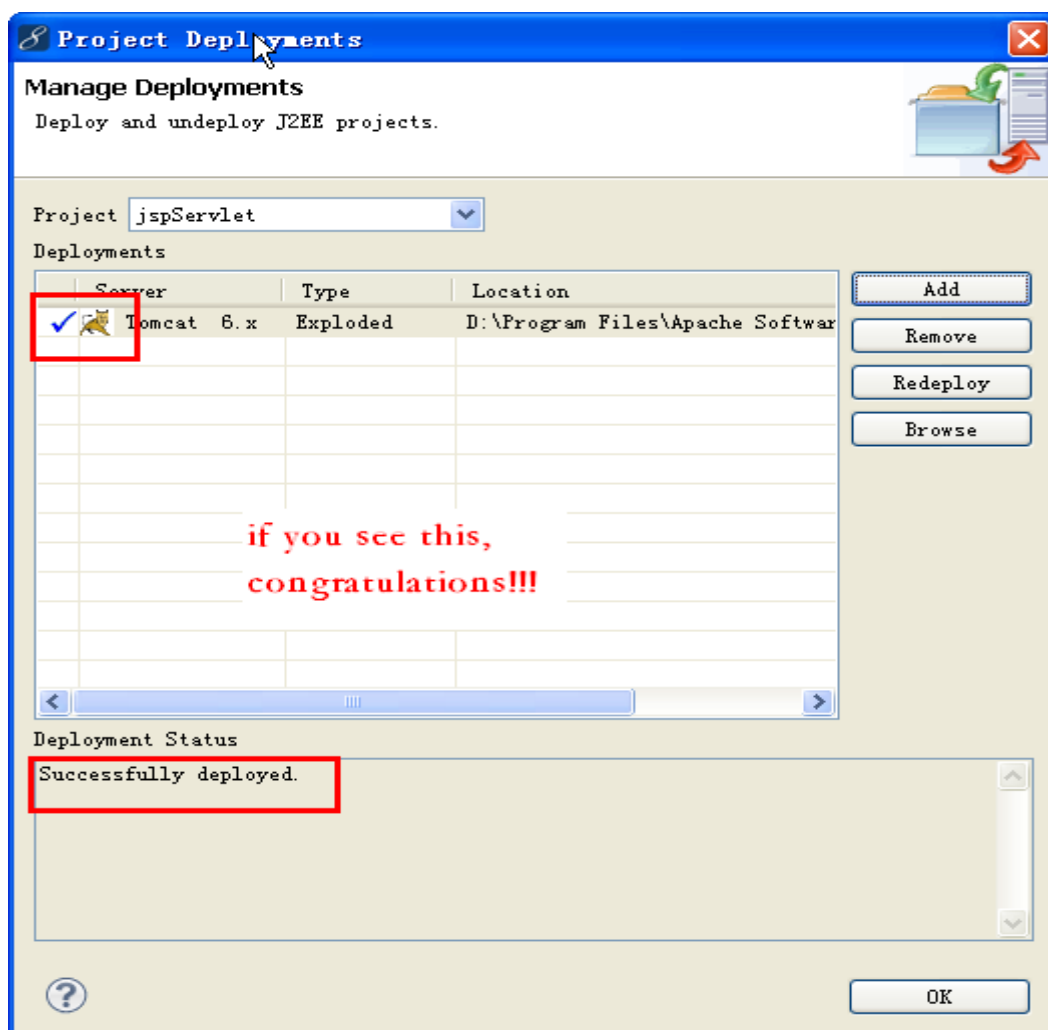 Project Deployments
Manage Deployments
Deploy and undeploy J2EE projects.
Project jspServlet
Deployments
Server Type Location
Add
Tomcat 6.x Exploded D:\Program Files\Apache Softwar
Remove
Redeploy
Browse
if you see this,
congratulations!!!
Deployment Status
Successfully deployed.
OK